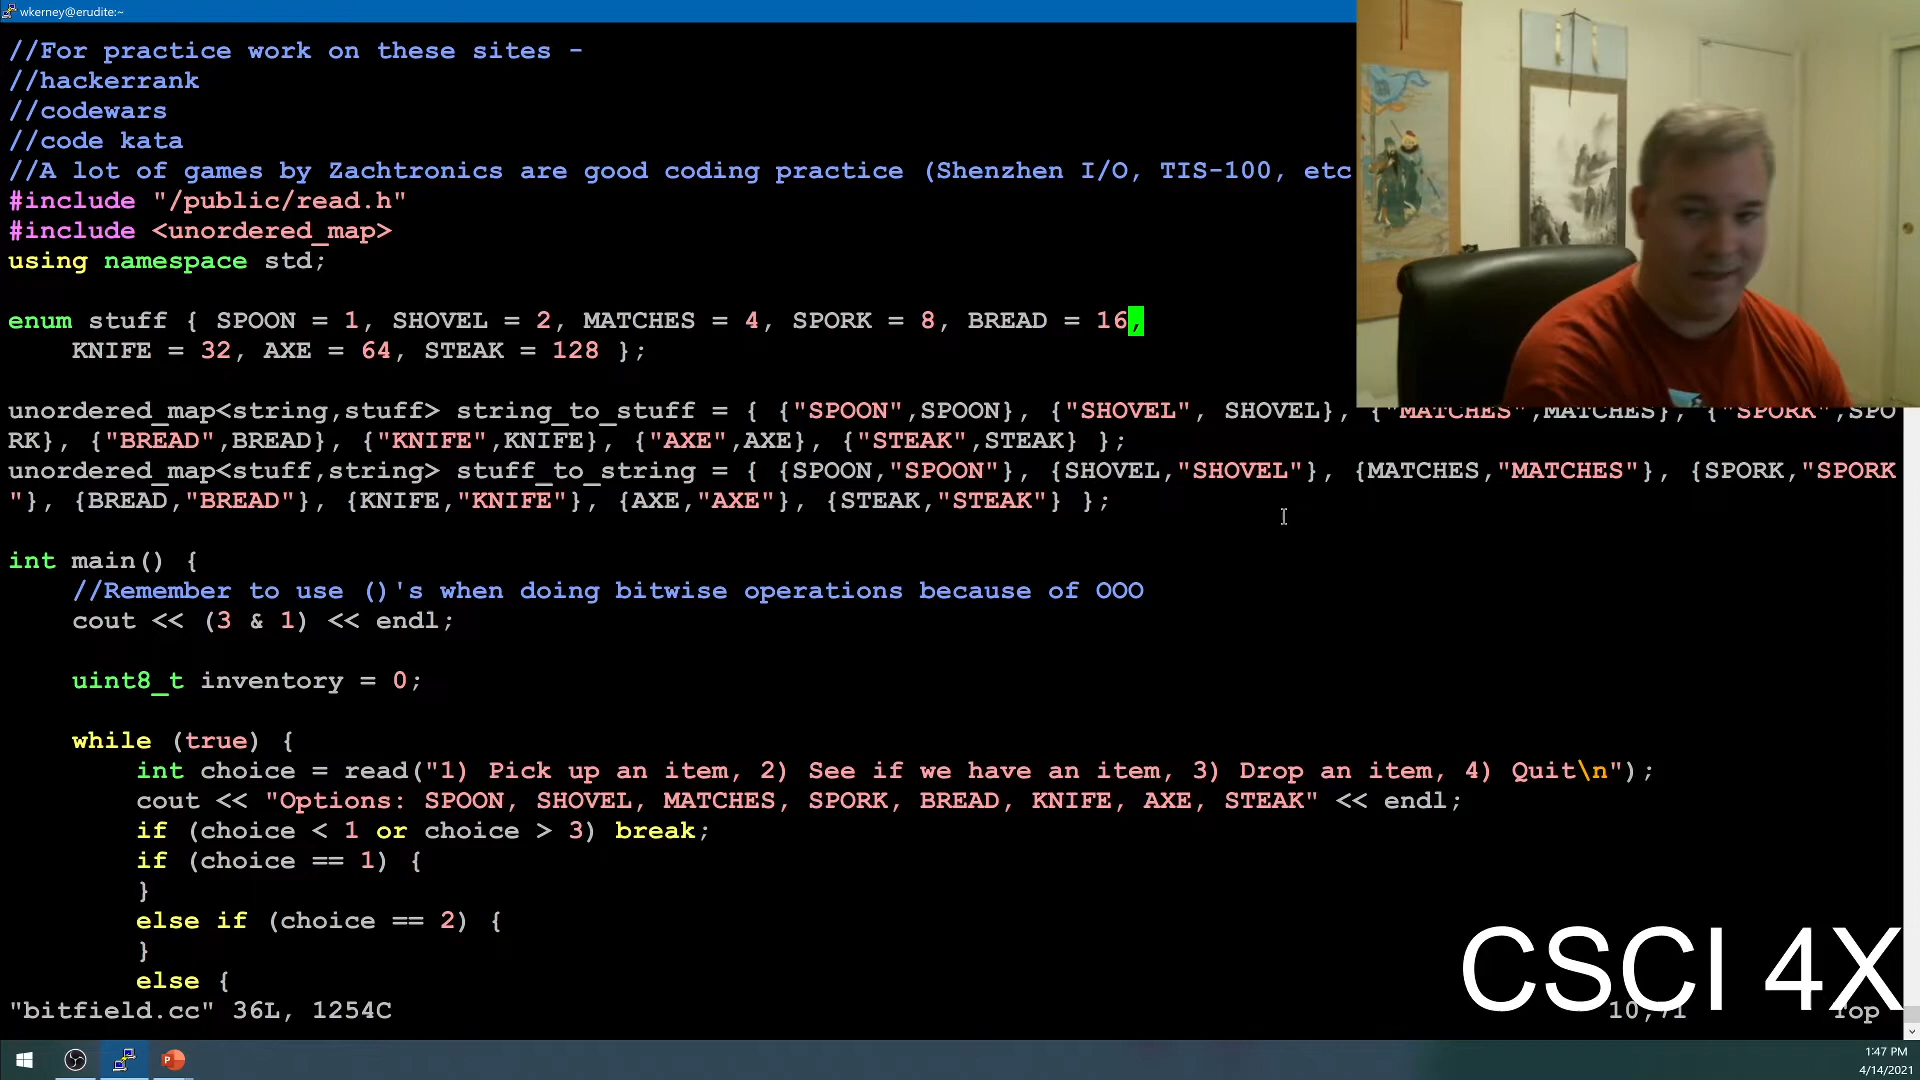 wkerney@erudite:~
//For practice work on these sites -
//hackerrank
//codewars
//code kata
//A lot of games by Zachtronics are good coding practice (Shenzhen I/O, TIS-100, etc
#include "/public/read.h"
#include <unordered_map>
using namespace std;
enum stuff { SPOON = 1, SHOVEL = 2, MATCHES = 4, SPORK = 8, BREAD = 16,
    KNIFE = 32, AXE = 64, STEAK = 128 };
unordered_map<string,stuff> string_to_stuff = { {"SPOON",SPOON}, {"SHOVEL", SHOVEL}, {"MATCHES",MATCHES}, {"SPORK",SPO
RK}, {"BREAD",BREAD}, {"KNIFE",KNIFE}, {"AXE",AXE}, {"STEAK",STEAK} };
unordered_map<stuff,string> stuff_to_string = { {SPOON,"SPOON"}, {SHOVEL,"SHOVEL"}, {MATCHES,"MATCHES"}, {SPORK,"SPORK
"}, {BREAD,"BREAD"}, {KNIFE,"KNIFE"}, {AXE,"AXE"}, {STEAK,"STEAK"} };
int main() {
    //Remember to use ()'s when doing bitwise operations because of OOO
    cout << (3 & 1) << endl;
    uint8_t inventory = 0;
    while (true) {
        int choice = read("1) Pick up an item, 2) See if we have an item, 3) Drop an item, 4) Quit\n");
        cout << "Options: SPOON, SHOVEL, MATCHES, SPORK, BREAD, KNIFE, AXE, STEAK" << endl;
        if (choice < 1 or choice > 3) break;
        if (choice == 1) {
        }
        else if (choice == 2) {
        }
        else {
CSCI 4X
"bitfield.cc" 36L, 1254C 10,71 Top
1:47 PM
4/14/2021